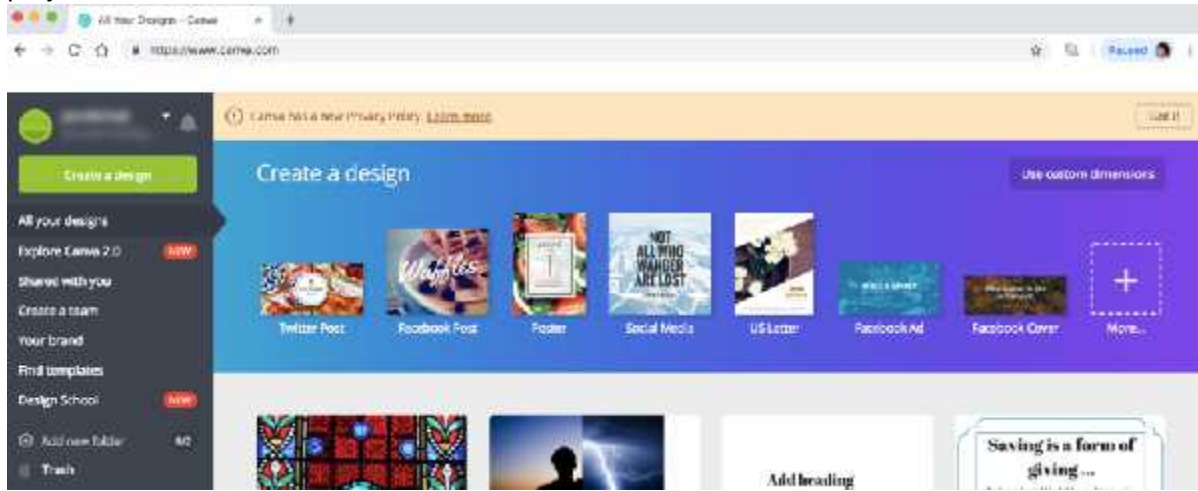 All Your Designs - Canva
https://www.canva.com
Paused
Canva has a new Privacy Policy. Learn more
Got it
Create a design
All your designs
Explore Canva 2.0 NEW
Shared with you
Create a team
Your brand
Find templates
Design School NEW
Add new folder 0/2
Trash
Create a design
Use custom dimensions
Waffles
NOT
ALL WHO
WANDER
ARE LOST
Twitter Post
Facebook Post
Poster
Social Media
US Letter
Facebook Ad
Facebook Cover
More...
Add heading
Saving is a form of
giving ...